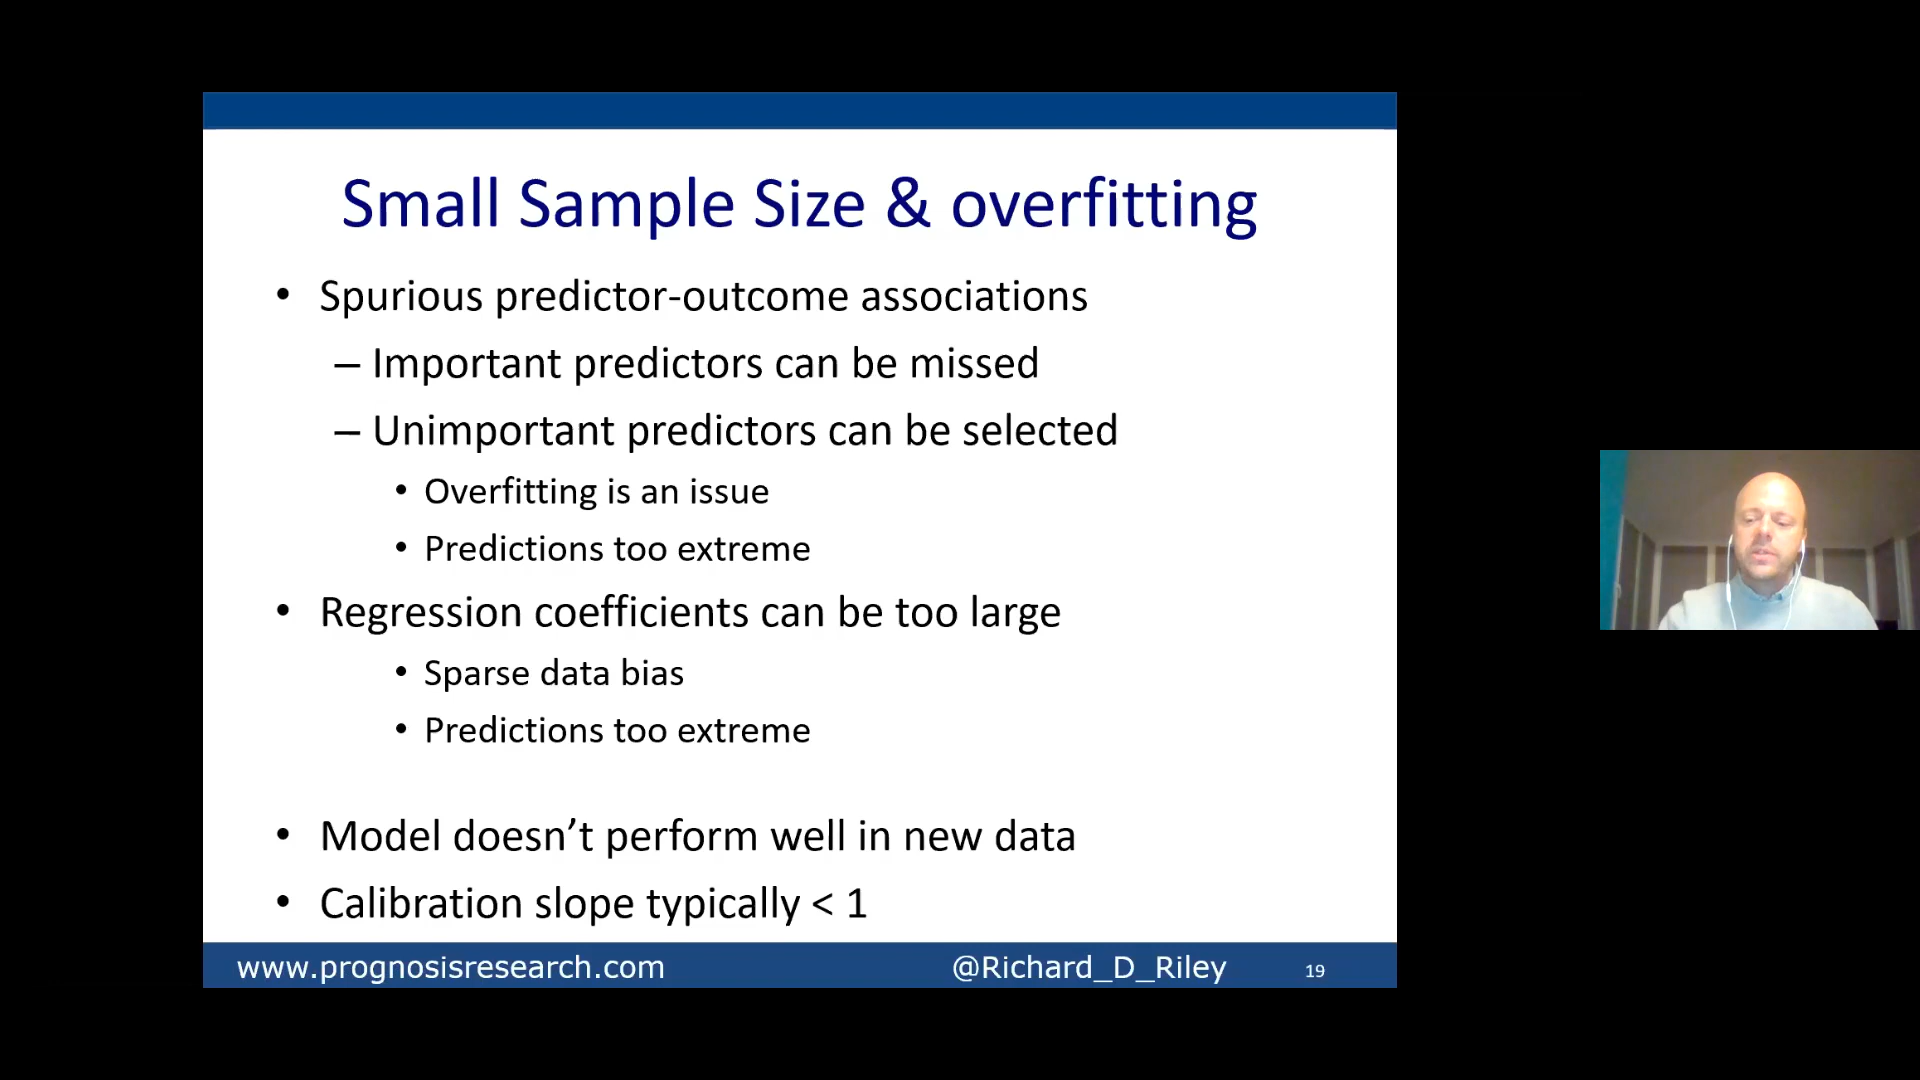 Small Sample Size & overfitting
• Spurious predictor-outcome associations
– Important predictors can be missed
– Unimportant predictors can be selected
• Overfitting is an issue
• Predictions too extreme
• Regression coefficients can be too large
• Sparse data bias
• Predictions too extreme
• Model doesn’t perform well in new data
• Calibration slope typically < 1
www.prognosisresearch.com @Richard_D_Riley 19